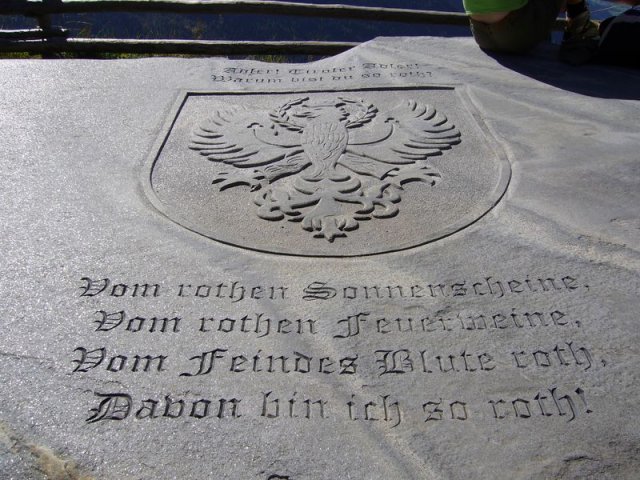 Adler! Tiroler Adler!
Warum bist du so roth?
Vom rothen Sonnenscheine,
Vom rothen Feuerweine,
Vom Feindes Blute roth,
Davon bin ich so roth!